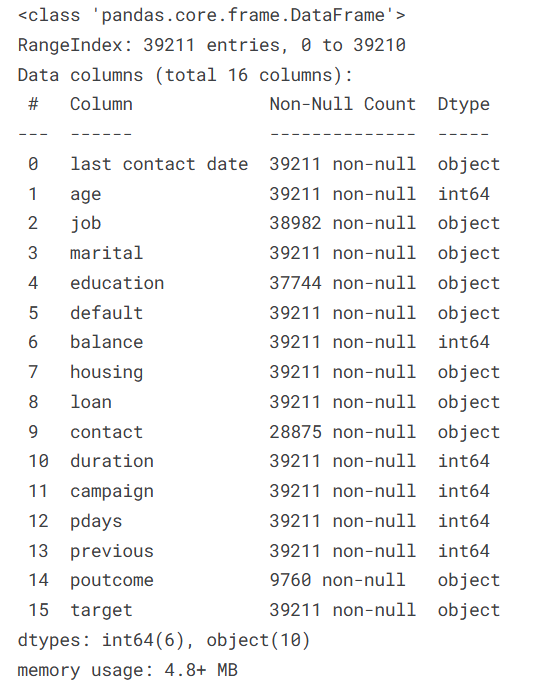 <class 'pandas.core.frame.DataFrame'>
RangeIndex: 39211 entries, 0 to 39210
Data columns (total 16 columns):
 #   Column             Non-Null Count  Dtype
---  ------             --------------  -----
 0   last contact date  39211 non-null  object
 1   age                39211 non-null  int64
 2   job                38982 non-null  object
 3   marital            39211 non-null  object
 4   education          37744 non-null  object
 5   default            39211 non-null  object
 6   balance            39211 non-null  int64
 7   housing            39211 non-null  object
 8   loan               39211 non-null  object
 9   contact            28875 non-null  object
 10  duration           39211 non-null  int64
 11  campaign           39211 non-null  int64
 12  pdays              39211 non-null  int64
 13  previous           39211 non-null  int64
 14  poutcome           9760 non-null   object
 15  target             39211 non-null  object
dtypes: int64(6), object(10)
memory usage: 4.8+ MB